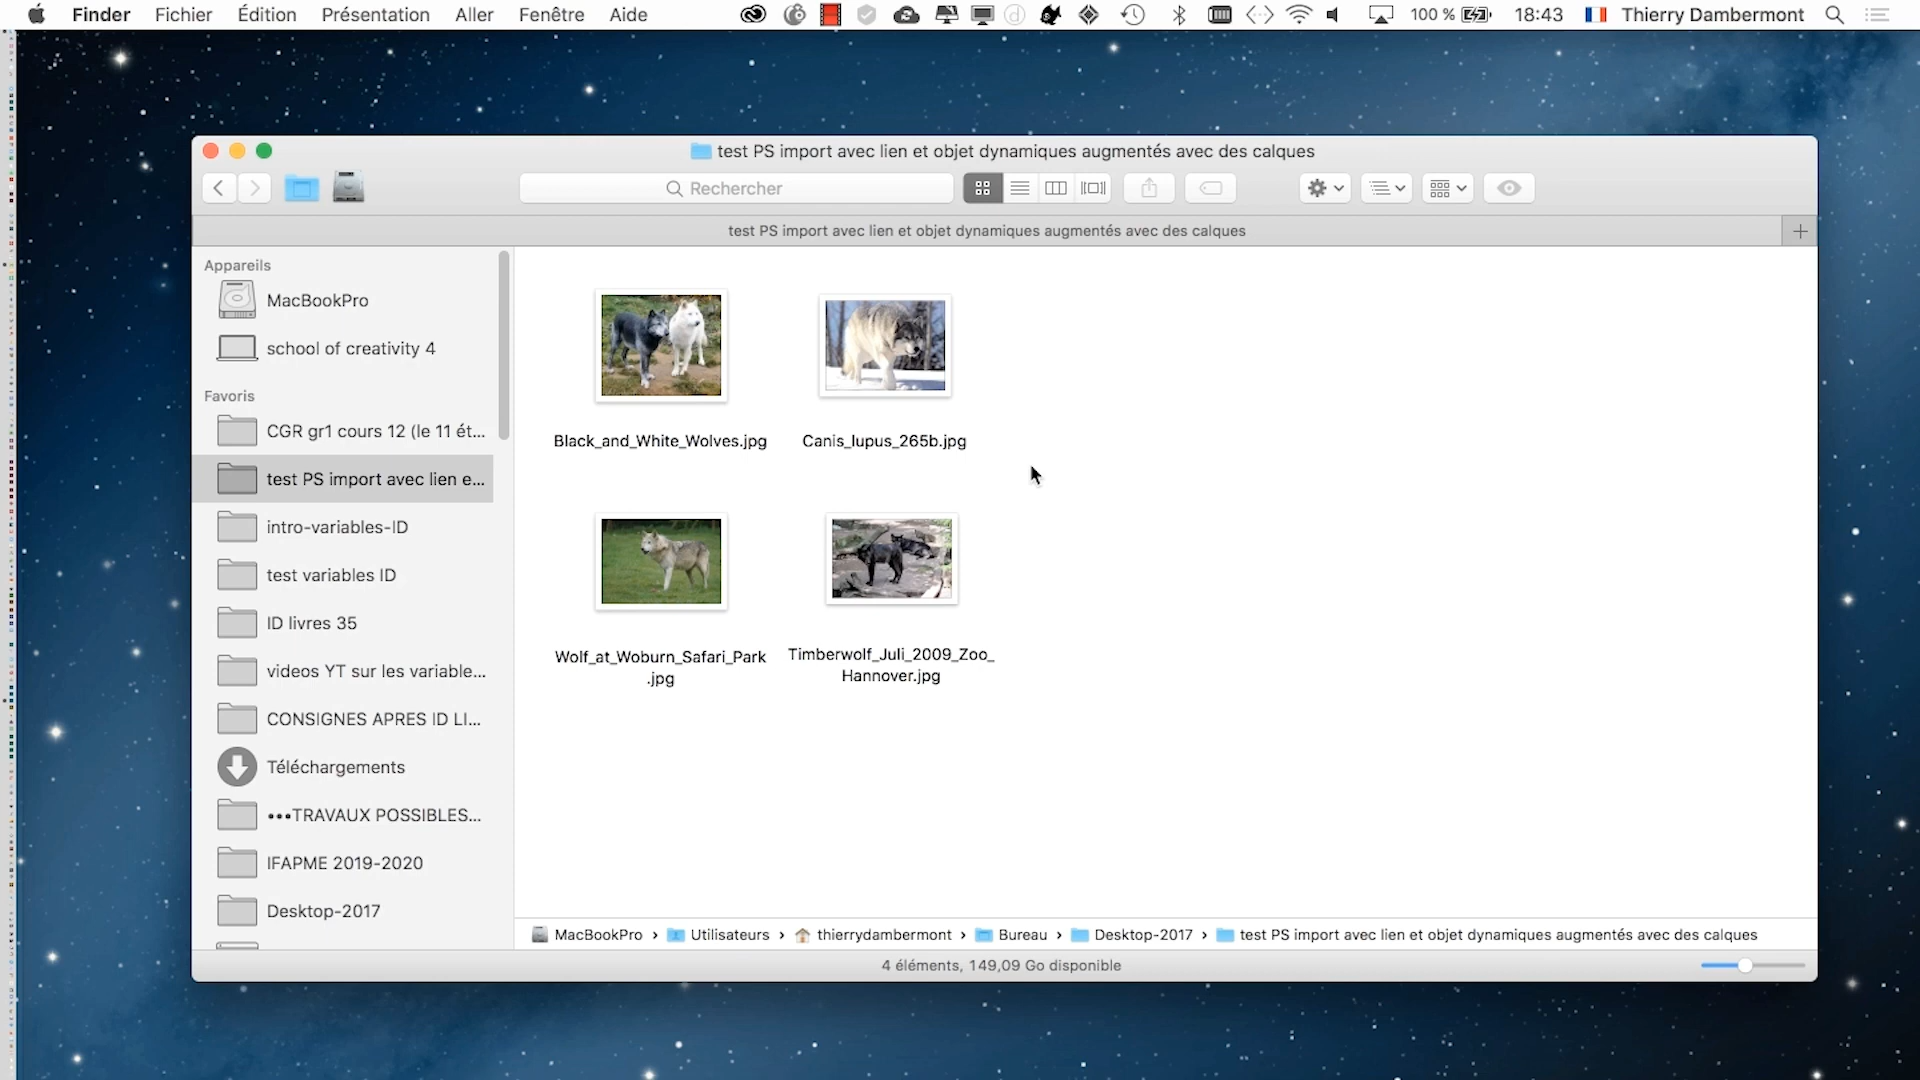 Finder Fichier Édition Présentation Aller Fenêtre Aide 100 % 18:43 Thierry Dambermont
test PS import avec lien et objet dynamiques augmentés avec des calques
Rechercher
test PS import avec lien et objet dynamiques augmentés avec des calques
Appareils
MacBookPro
school of creativity 4
Favoris
CGR gr1 cours 12 (le 11 ét...
test PS import avec lien e...
intro-variables-ID
test variables ID
ID livres 35
videos YT sur les variable...
CONSIGNES APRES ID LI...
Téléchargements
•••TRAVAUX POSSIBLES...
IFAPME 2019-2020
Desktop-2017
Black_and_White_Wolves.jpg
Canis_lupus_265b.jpg
Wolf_at_Woburn_Safari_Park
.jpg
Timberwolf_Juli_2009_Zoo_
Hannover.jpg
MacBookPro › Utilisateurs › thierrydambermont › Bureau › Desktop-2017 › test PS import avec lien et objet dynamiques augmentés avec des calques
4 éléments, 149,09 Go disponible